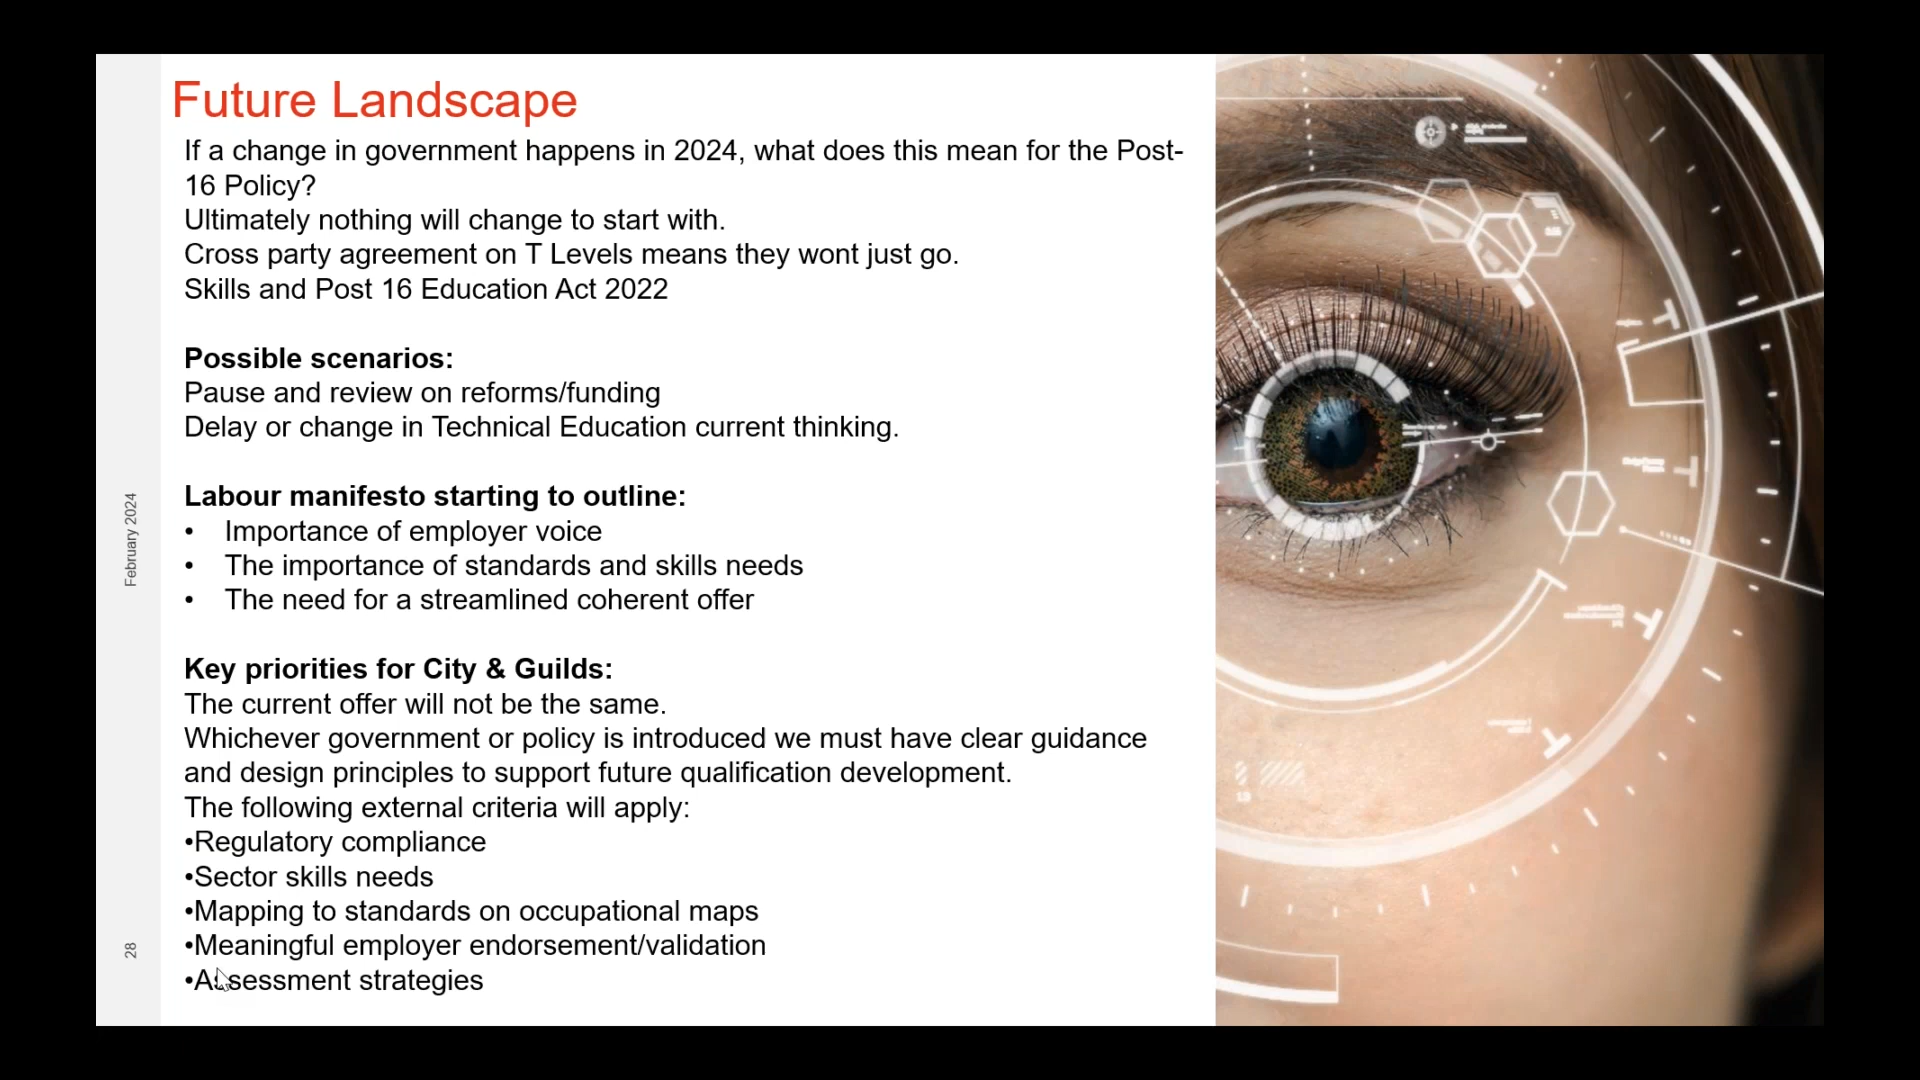 Future Landscape
If a change in government happens in 2024, what does this mean for the Post-
16 Policy?
Ultimately nothing will change to start with.
Cross party agreement on T Levels means they wont just go.
Skills and Post 16 Education Act 2022
Possible scenarios:
Pause and review on reforms/funding
Delay or change in Technical Education current thinking.
Labour manifesto starting to outline:
• Importance of employer voice
• The importance of standards and skills needs
• The need for a streamlined coherent offer
Key priorities for City & Guilds:
The current offer will not be the same.
Whichever government or policy is introduced we must have clear guidance
and design principles to support future qualification development.
The following external criteria will apply:
•Regulatory compliance
•Sector skills needs
•Mapping to standards on occupational maps
•Meaningful employer endorsement/validation
•Assessment strategies
February 2024
28